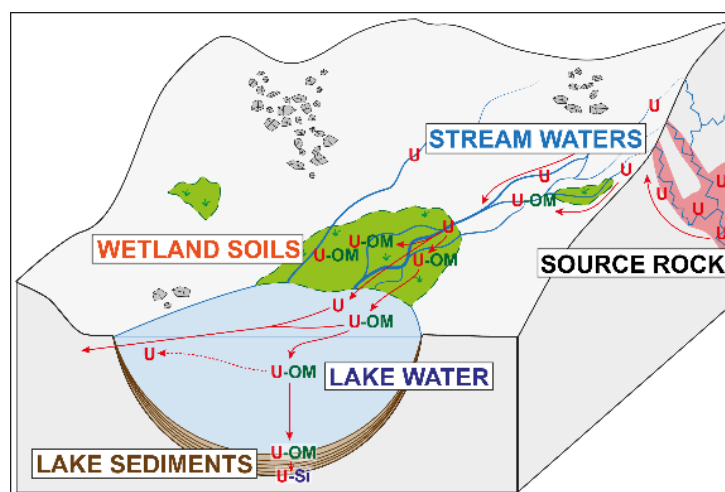 U
STREAM WATERS
U
U
U
U
U
U-OM
U
U
WETLAND SOILS
U-OM
U-OM
U
U-OM
SOURCE ROCK
U
U-OM
U
U-OM
LAKE WATER
U-OM
LAKE SEDIMENTS
U-Si